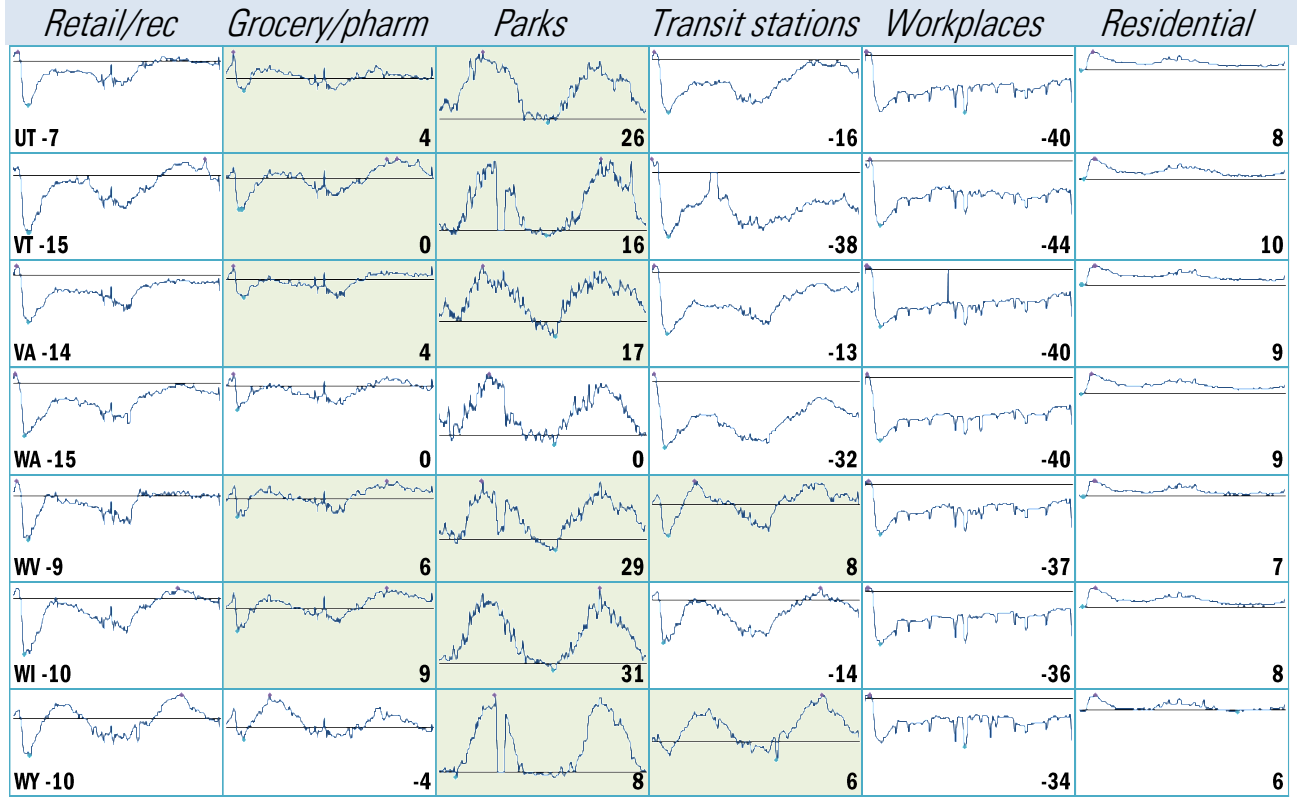 Retail/rec Grocery/pharm Parks Transit stations Workplaces Residential
UT -7 4 26 -16 -40 8
VT -15 0 16 -38 -44 10
VA -14 4 17 -13 -40 9
WA -15 0 0 -32 -40 9
WV -9 6 29 8 -37 7
WI -10 9 31 -14 -36 8
WY -10 -4 8 6 -34 6